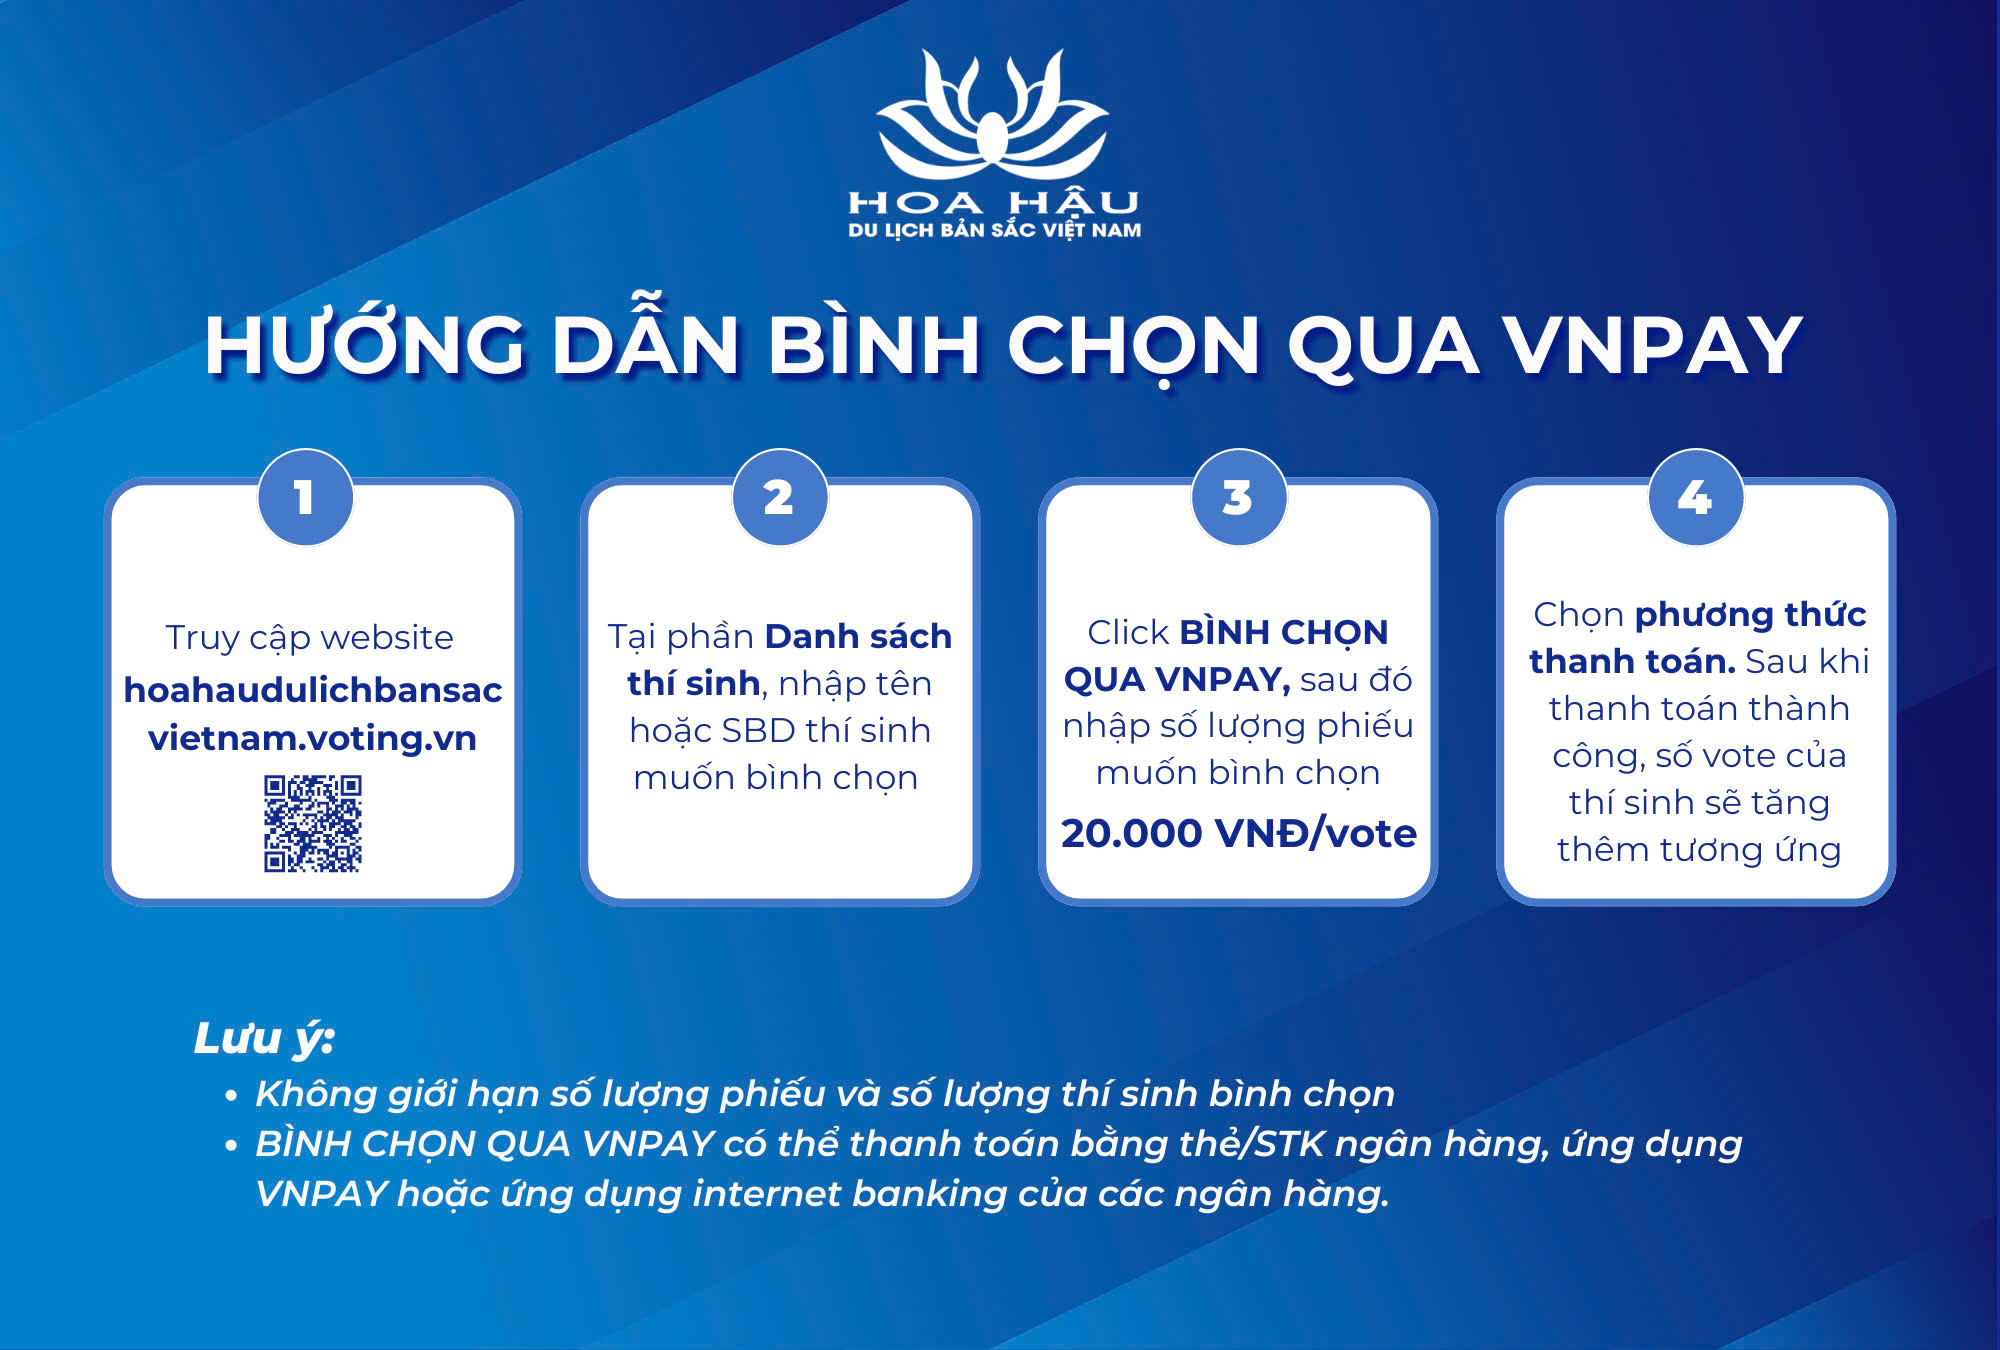 HOA HẬU
DU LỊCH BẢN SẮC VIỆT NAM
HƯỚNG DẪN BÌNH CHỌN QUA VNPAY
1
Truy cập website
hoahaudulichbansac
vietnam.voting.vn
2
Tại phần Danh sách
thí sinh, nhập tên
hoặc SBD thí sinh
muốn bình chọn
3
Click BÌNH CHỌN
QUA VNPAY, sau đó
nhập số lượng phiếu
muốn bình chọn
20.000 VNĐ/vote
4
Chọn phương thức
thanh toán. Sau khi
thanh toán thành
công, số vote của
thí sinh sẽ tăng
thêm tương ứng
Lưu ý:
• Không giới hạn số lượng phiếu và số lượng thí sinh bình chọn
• BÌNH CHỌN QUA VNPAY có thể thanh toán bằng thẻ/STK ngân hàng, ứng dụng
VNPAY hoặc ứng dụng internet banking của các ngân hàng.